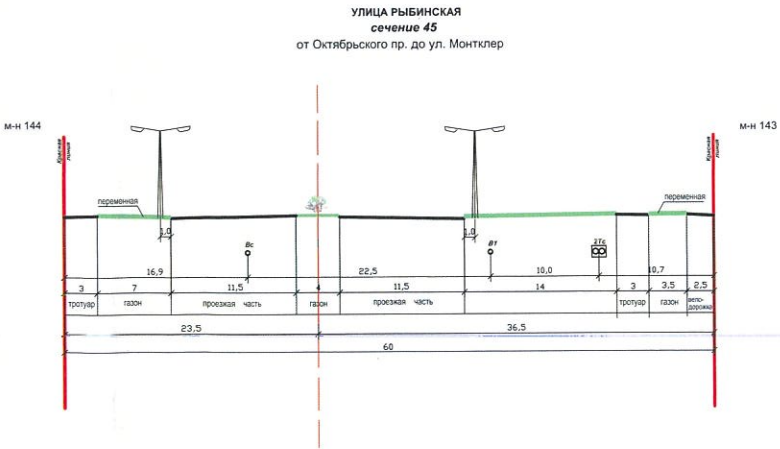 УЛИЦА РЫБИНСКАЯ
сечение 45
от Октябрьского пр. до ул. Монтклер
м-н 144
м-н 143
Красная
линия
Красная
линия
переменная
переменная
1,0
1,0
Вс
В1
2Тс
16,9
22,5
10,0
10,7
3
7
11,5
4
11,5
14
3
3,5
2,5
тротуар
газон
проезжая часть
газон
проезжая часть
тротуар
газон
вело-
дорожка
23,5
36,5
60